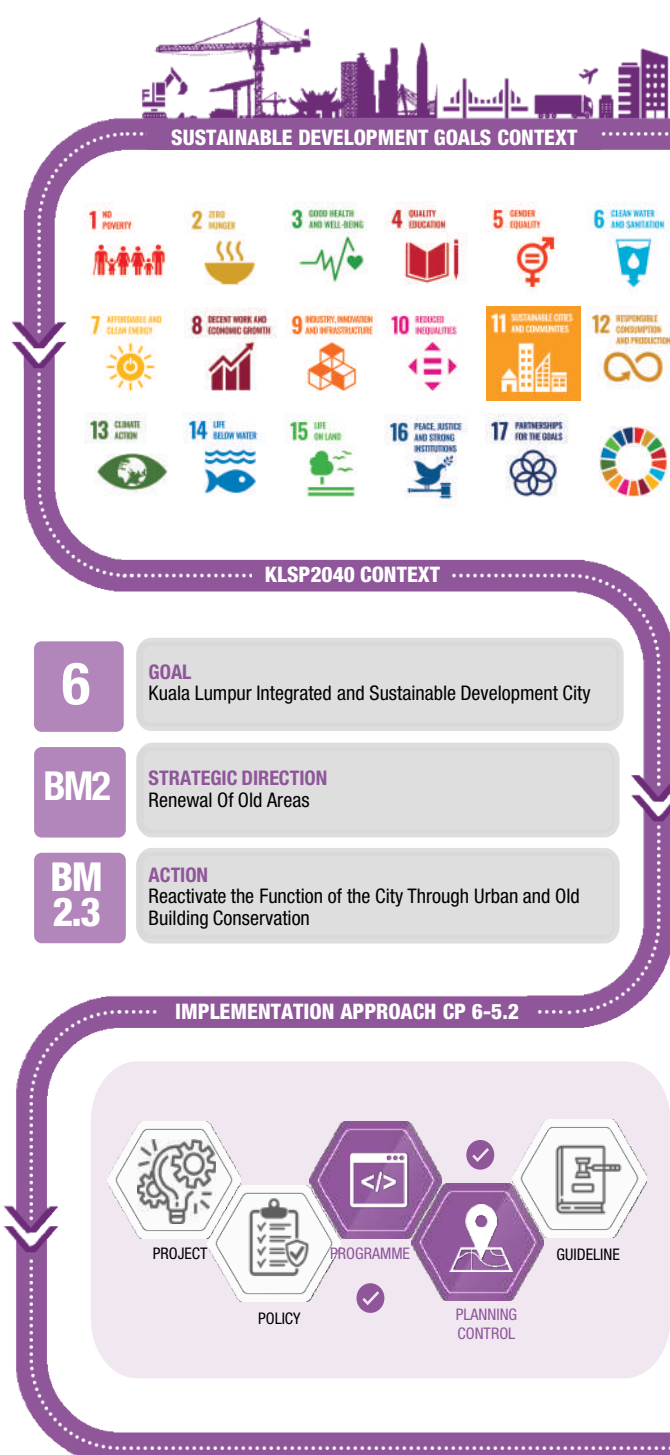 SUSTAINABLE DEVELOPMENT GOALS CONTEXT
1 NO
POVERTY
2 ZERO
HUNGER
3 GOOD HEALTH
AND WELL-BEING
4 QUALITY
EDUCATION
5 GENDER
EQUALITY
6 CLEAN WATER
AND SANITATION
7 AFFORDABLE AND
CLEAN ENERGY
8 DECENT WORK AND
ECONOMIC GROWTH
9 INDUSTRY, INNOVATION
AND INFRASTRUCTURE
10 REDUCED
INEQUALITIES
11 SUSTAINABLE CITIES
AND COMMUNITIES
12 RESPONSIBLE
CONSUMPTION
AND PRODUCTION
13 CLIMATE
ACTION
14 LIFE
BELOW WATER
15 LIFE
ON LAND
16 PEACE, JUSTICE
AND STRONG
INSTITUTIONS
17 PARTNERSHIPS
FOR THE GOALS
KLSP2040 CONTEXT
6
GOAL
Kuala Lumpur Integrated and Sustainable Development City
BM2
STRATEGIC DIRECTION
Renewal Of Old Areas
BM
2.3
ACTION
Reactivate the Function of the City Through Urban and Old
Building Conservation
IMPLEMENTATION APPROACH CP 6-5.2
</>
PROJECT
PROGRAMME
GUIDELINE
POLICY
PLANNING
CONTROL